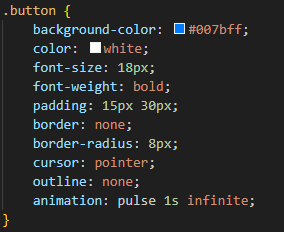 .button {
    background-color: #007bff;
    color: white;
    font-size: 18px;
    font-weight: bold;
    padding: 15px 30px;
    border: none;
    border-radius: 8px;
    cursor: pointer;
    outline: none;
    animation: pulse 1s infinite;
}